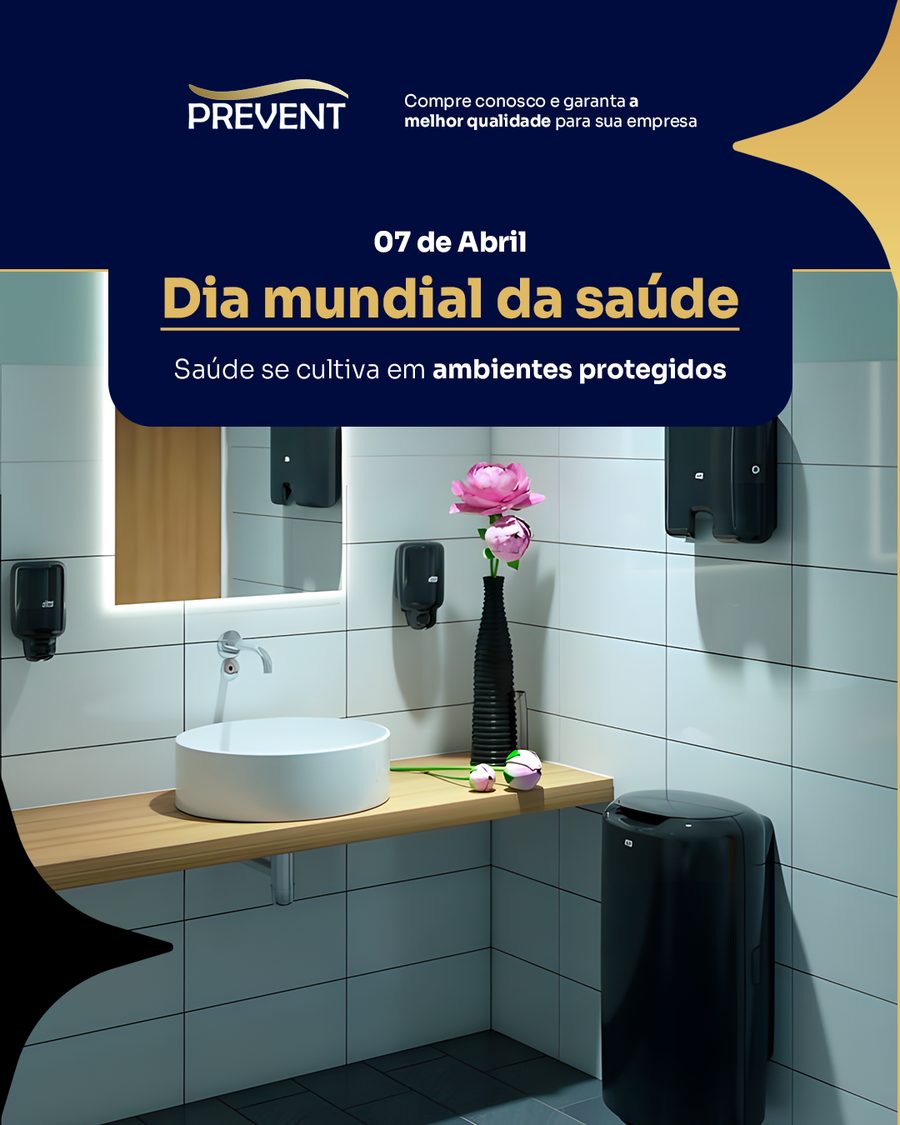 PREVENT
Compre conosco e garanta a
melhor qualidade para sua empresa
07 de Abril
Dia mundial da saúde
Saúde se cultiva em ambientes protegidos